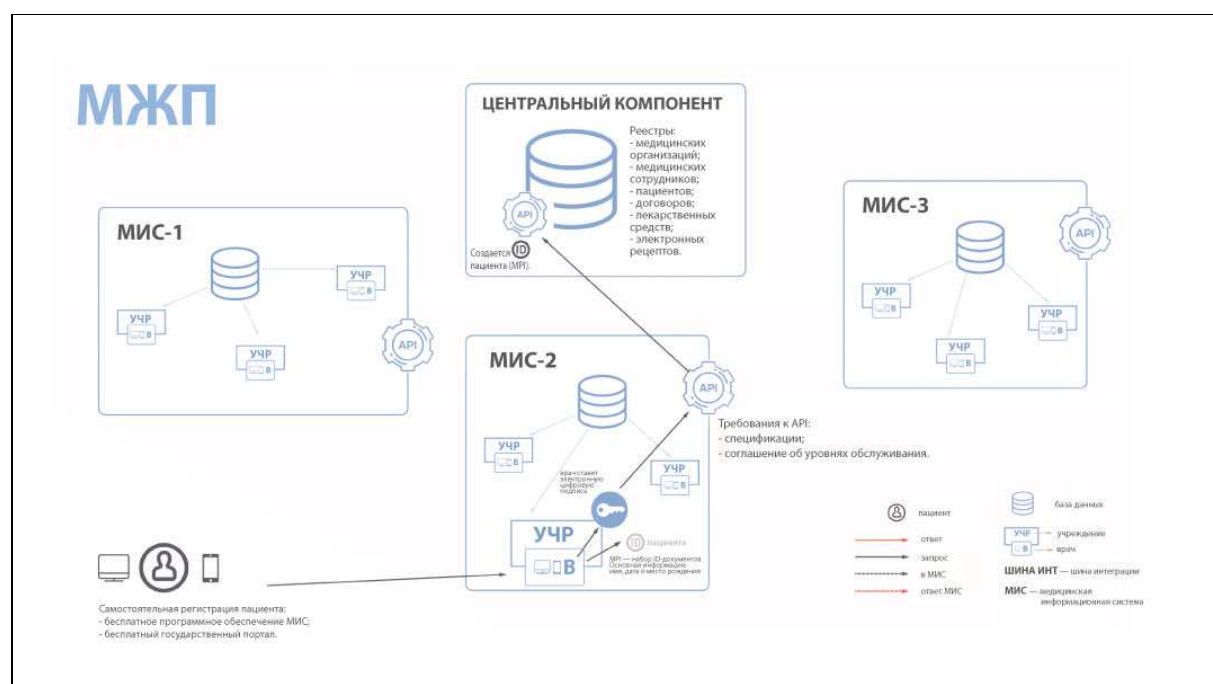 МЖП
ЦЕНТРАЛЬНЫЙ КОМПОНЕНТ
Реестры:
- медицинских
организаций;
- медицинских
сотрудников;
- пациентов;
- договоров;
- лекарственных
средств;
- электронных
рецептов.
API
Создается ID
пациента (MPI).
МИС-1
УЧР
В
УЧР
В
УЧР
В
API
МИС-3
API
УЧР
В
УЧР
В
УЧР
В
МИС-2
API
УЧР
В
УЧР
В
врач ставит
электронную
цифровую
подпись
УЧР
В
ID пациента
MPI — набор ID-документов
Основная информация:
имя, дата и место рождения
Требования к API:
- спецификации;
- соглашение об уровнях обслуживания.
Самостоятельная регистрация пациента:
- бесплатное программное обеспечение МИС;
- бесплатный государственный портал.
пациент
ответ
запрос
в МИС
ответ МИС
база данных
УЧР учреждение
В врач
ШИНА ИНТ — шина интеграции
МИС — медицинская
информационная система